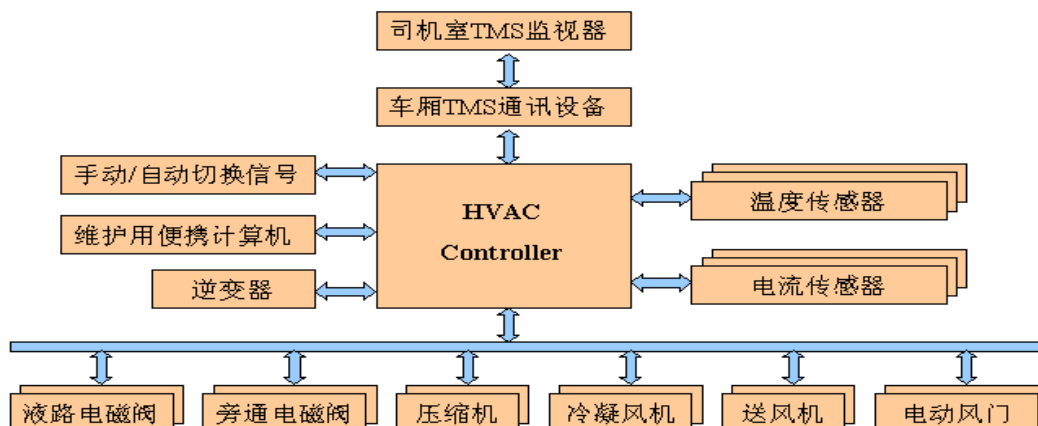 司机室TMS监视器
车厢TMS通讯设备
手动/自动切换信号
HVAC
Controller
温度传感器
维护用便携计算机
逆变器
电流传感器
液路电磁阀
旁通电磁阀
压缩机
冷凝风机
送风机
电动风门